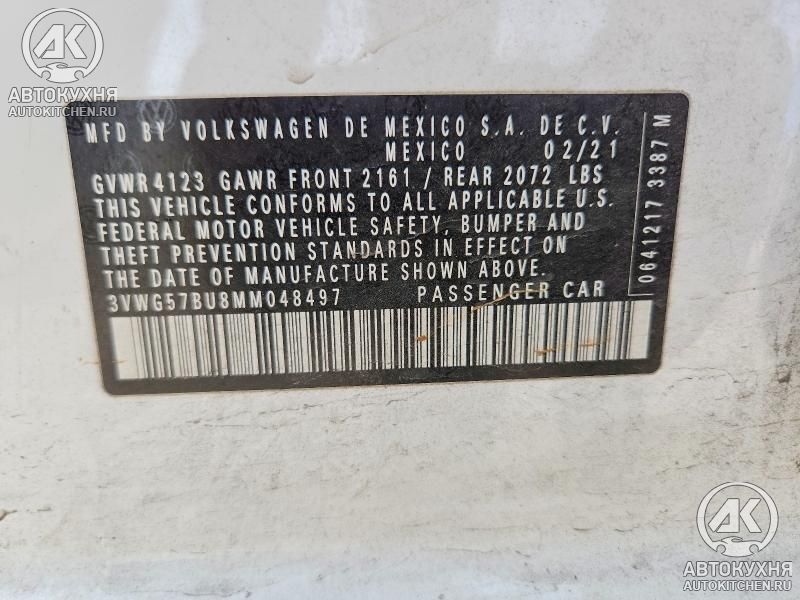 АВТОКУХНЯ
AUTOKITCHEN.RU
MFD BY VOLKSWAGEN DE MEXICO S.A. DE C.V.
MEXICO 02/21
GVWR 4123 GAWR FRONT 2161 / REAR 2072 LBS
THIS VEHICLE CONFORMS TO ALL APPLICABLE U.S.
FEDERAL MOTOR VEHICLE SAFETY, BUMPER AND
THEFT PREVENTION STANDARDS IN EFFECT ON
THE DATE OF MANUFACTURE SHOWN ABOVE.
3VWG57BU8MM048497 PASSENGER CAR
0641217 3387 M
АВТОКУХНЯ
AUTOKITCHEN.RU